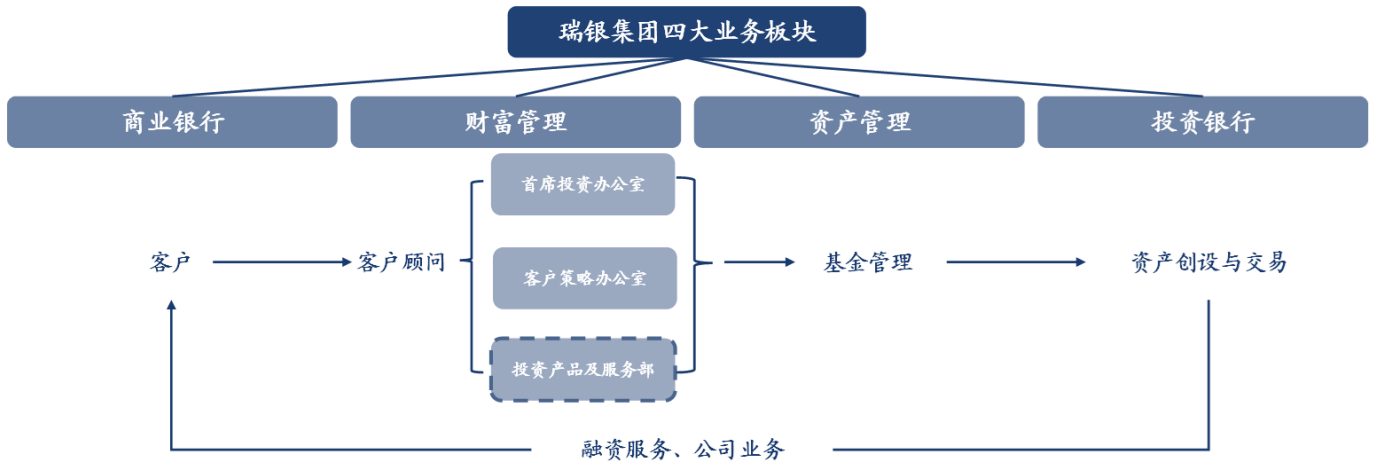 瑞银集团四大业务板块
商业银行
财富管理
资产管理
投资银行
首席投资办公室
客户
客户顾问
客户策略办公室
基金管理
资产创设与交易
投资产品及服务部
融资服务、公司业务